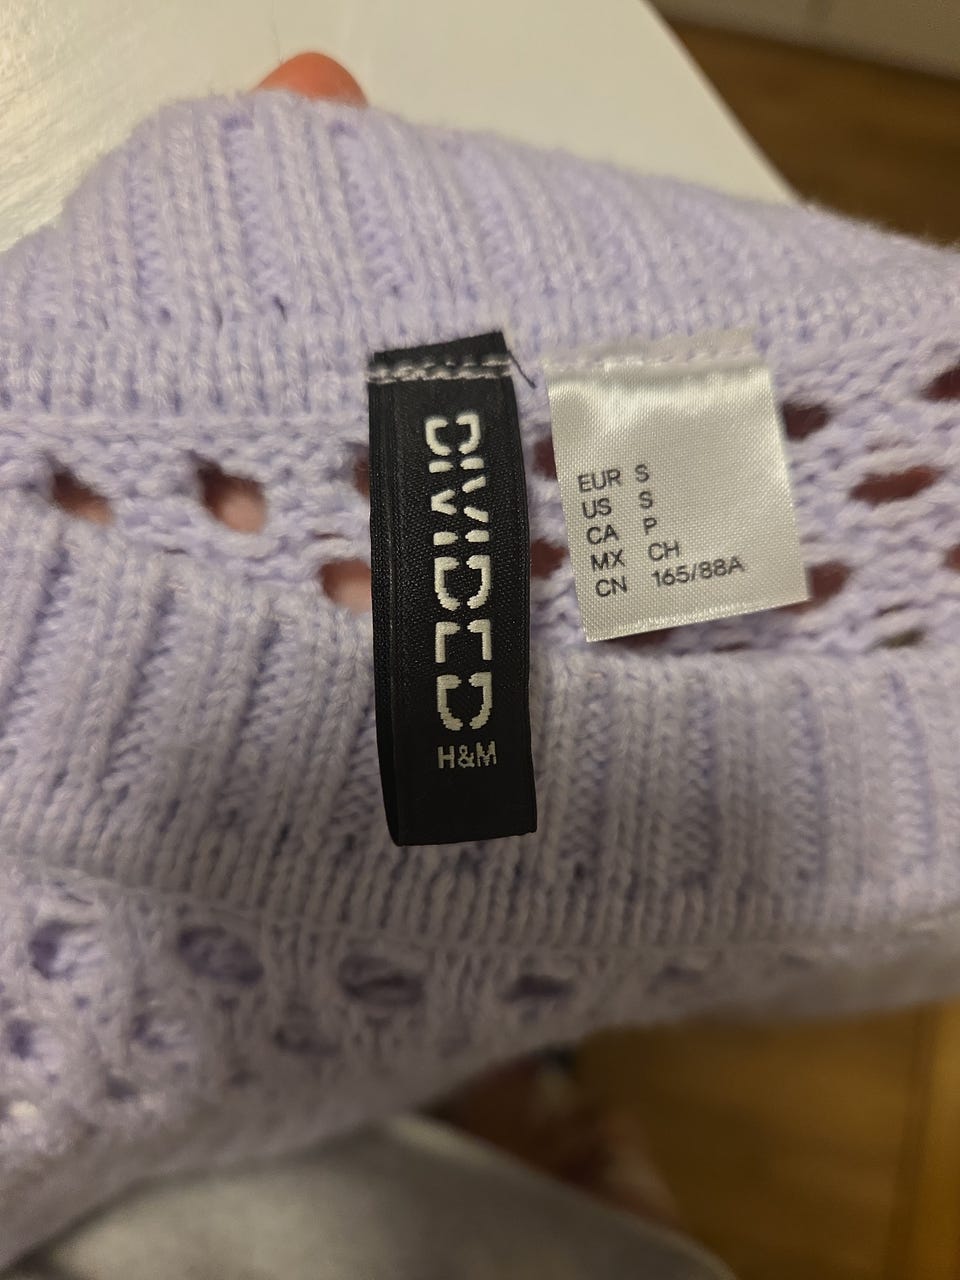 DIVIDED
H&M
EUR S
US S
CA P
MX CH
CN 165/88A